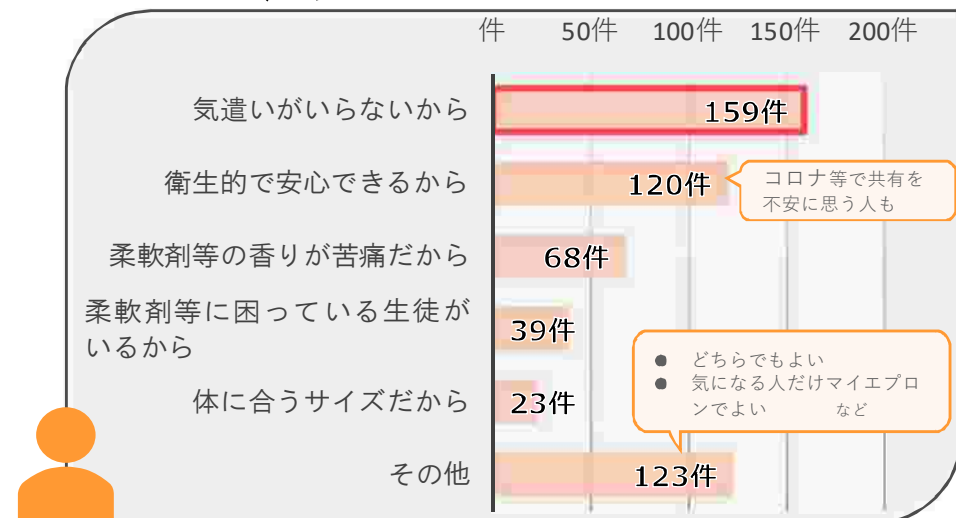 件 50件 100件 150件 200件
気遣いがいらないから
159件
衛生的で安心できるから
120件
コロナ等で共有を
不安に思う人も
柔軟剤等の香りが苦痛だから
68件
柔軟剤等に困っている生徒が
いるから
39件
● どちらでもよい
● 気になる人だけマイエプロ
ンでよい など
体に合うサイズだから
23件
その他
123件